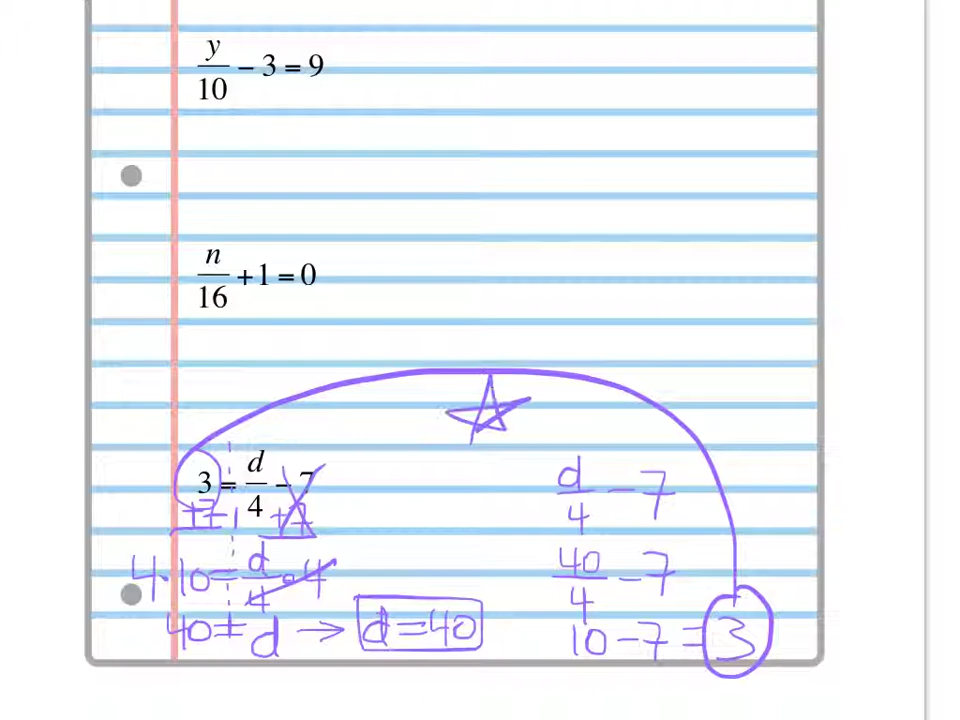 y/10 − 3 = 9
n/16 + 1 = 0
3 = d/4 − 7
+7 +7
4·10 = d/4 · 4
40 = d → d = 40
d/4 − 7
40/4 − 7
10 − 7 = 3